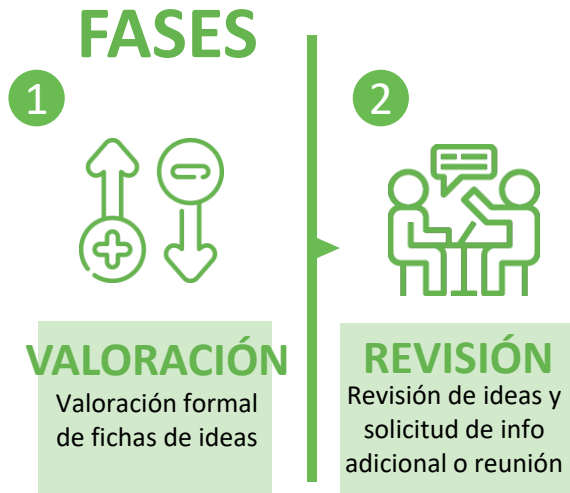 FASES
1
VALORACIÓN
Valoración formal
de fichas de ideas
2
REVISIÓN
Revisión de ideas y
solicitud de info
adicional o reunión